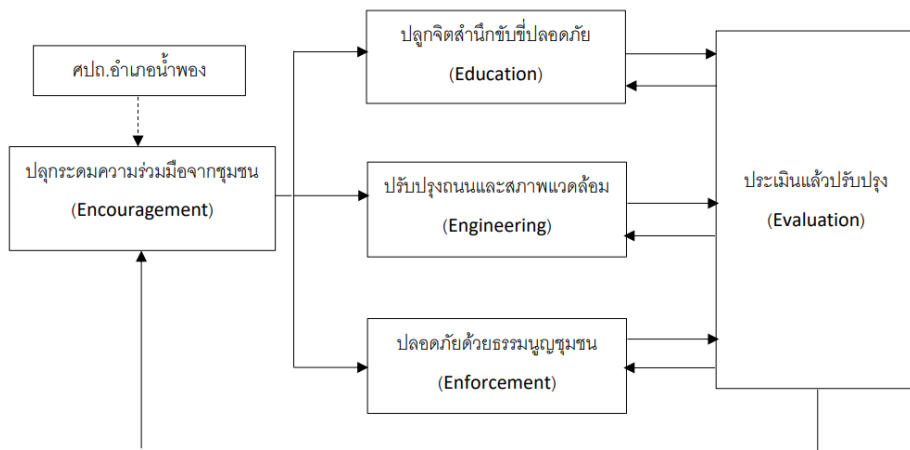 ศปถ.อำเภอน้ำพอง
ปลุกระดมความร่วมมือจากชุมชน
(Encouragement)
ปลูกจิตสำนึกขับขี่ปลอดภัย
(Education)
ปรับปรุงถนนและสภาพแวดล้อม
(Engineering)
ปลอดภัยด้วยธรรมนูญชุมชน
(Enforcement)
ประเมินแล้วปรับปรุง
(Evaluation)